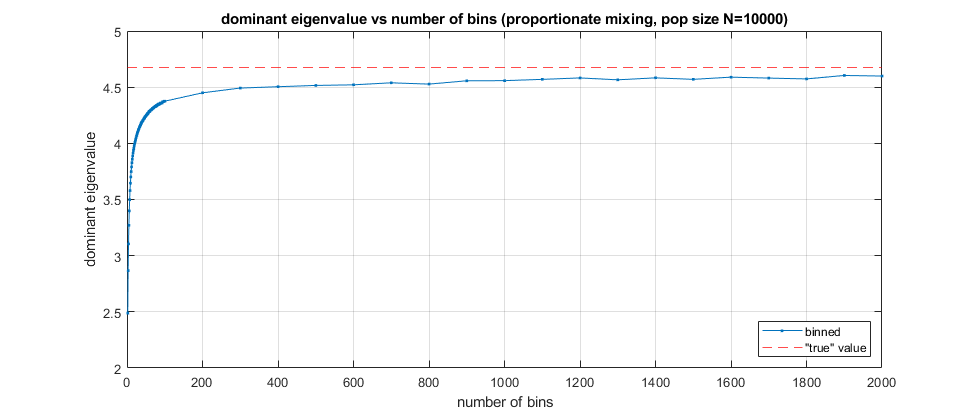 dominant eigenvalue vs number of bins (proportionate mixing, pop size N=10000)
dominant eigenvalue
5
4.5
4
3.5
3
2.5
2
0 200 400 600 800 1000 1200 1400 1600 1800 2000
number of bins
binned
"true" value